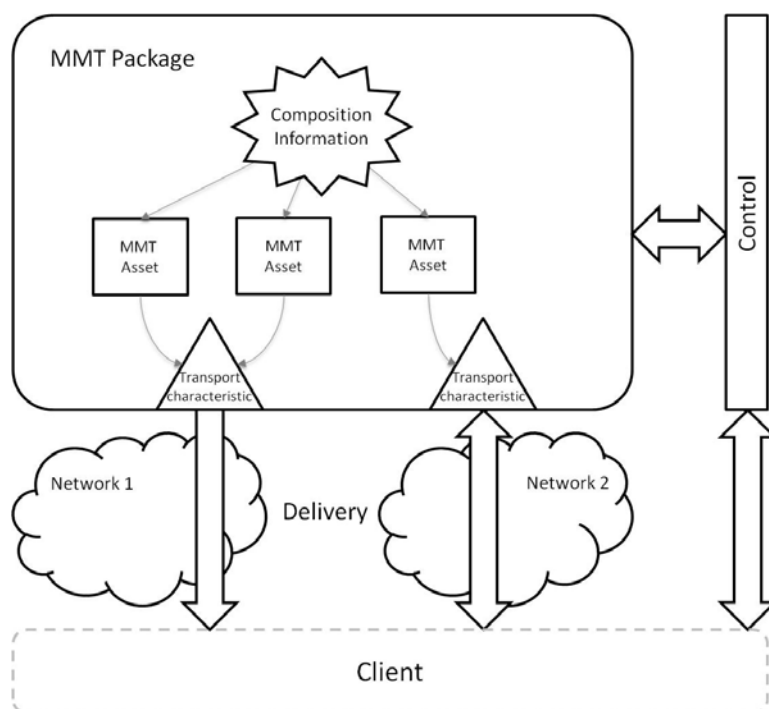 MMT Package
Composition
Information
MMT
Asset
MMT
Asset
MMT
Asset
Control
Transport
characteristic
Transport
characteristic
Network 1
Delivery
Network 2
Client